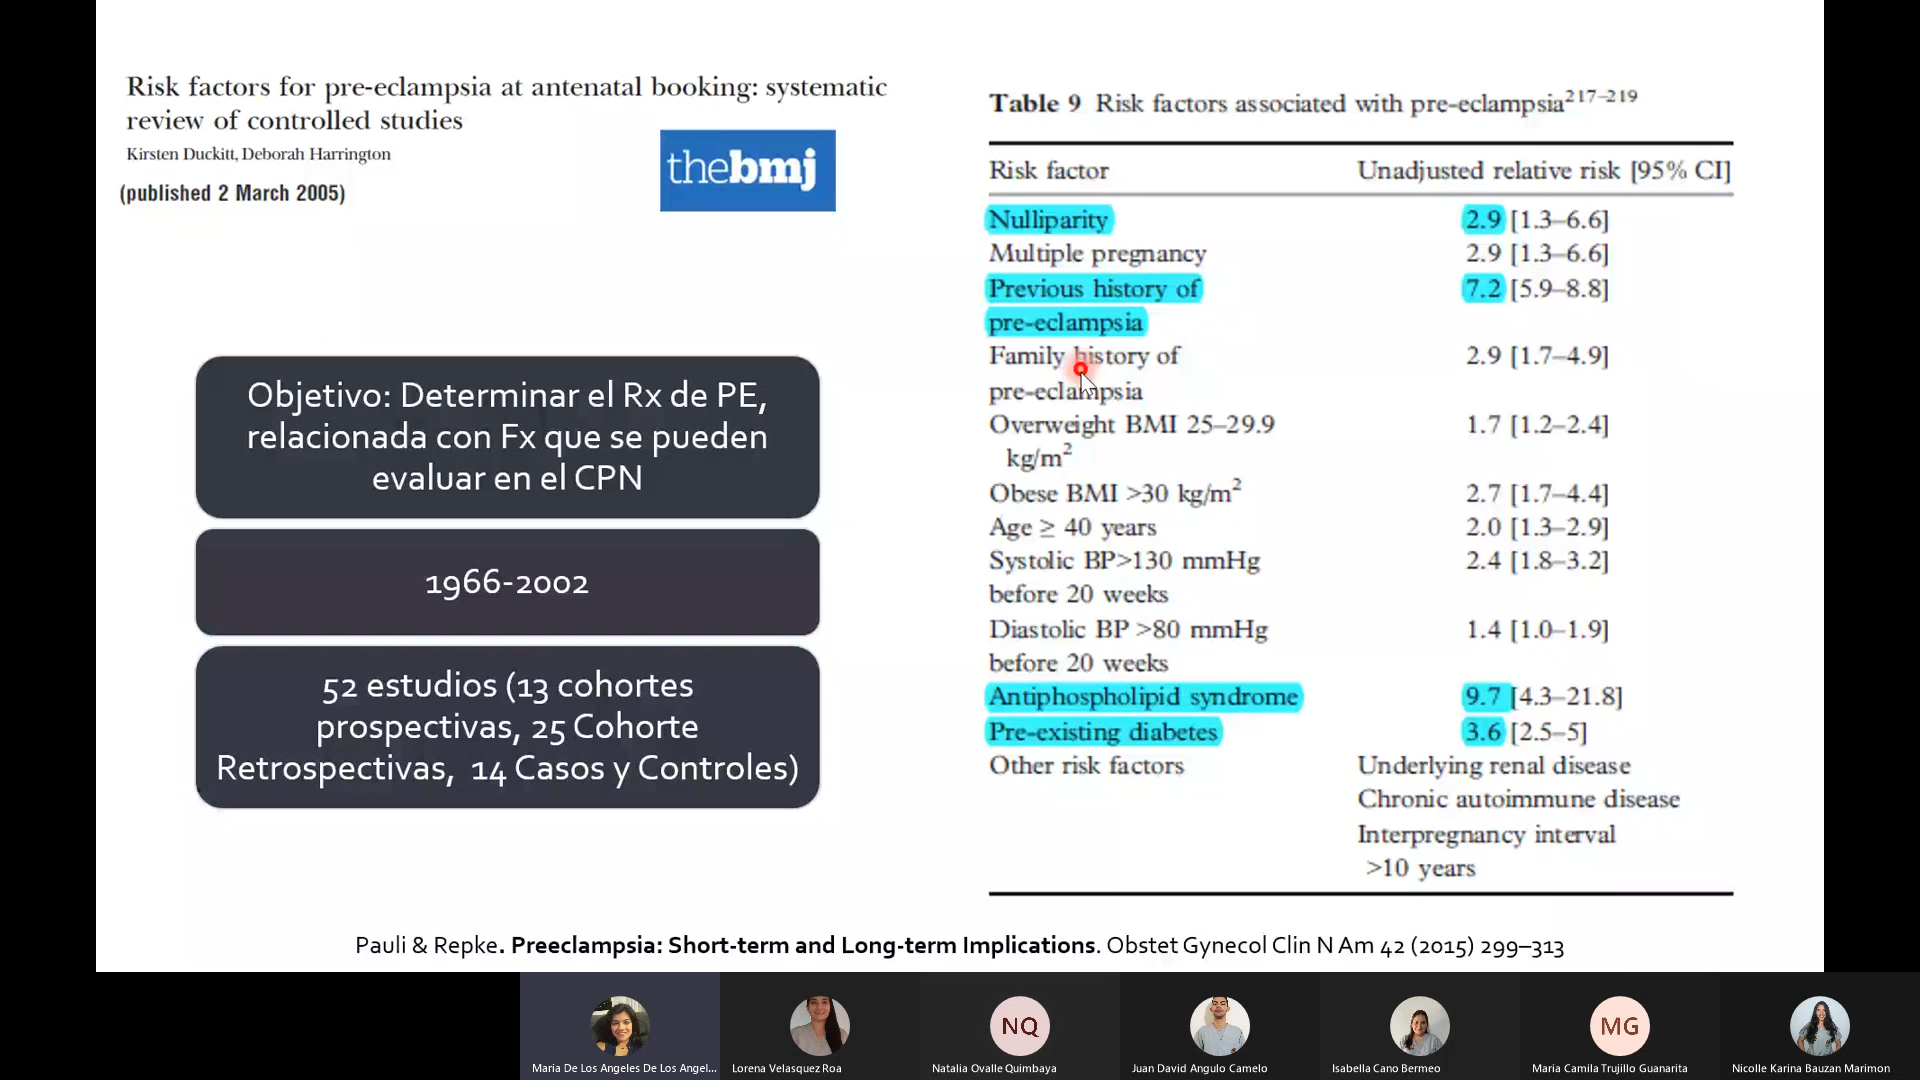 Risk factors for pre-eclampsia at antenatal booking: systematic
review of controlled studies
Kirsten Duckitt, Deborah Harrington
(published 2 March 2005)
thebmj
Objetivo: Determinar el Rx de PE,
relacionada con Fx que se pueden
evaluar en el CPN
1966-2002
52 estudios (13 cohortes
prospectivas, 25 Cohorte
Retrospectivas, 14 Casos y Controles)
Table 9 Risk factors associated with pre-eclampsia217–219
Risk factor Unadjusted relative risk [95% CI]
Nulliparity 2.9 [1.3–6.6]
Multiple pregnancy 2.9 [1.3–6.6]
Previous history of 7.2 [5.9–8.8]
pre-eclampsia
Family history of 2.9 [1.7–4.9]
pre-eclampsia
Overweight BMI 25–29.9 1.7 [1.2–2.4]
kg/m2
Obese BMI >30 kg/m2 2.7 [1.7–4.4]
Age ≥ 40 years 2.0 [1.3–2.9]
Systolic BP>130 mmHg 2.4 [1.8–3.2]
before 20 weeks
Diastolic BP >80 mmHg 1.4 [1.0–1.9]
before 20 weeks
Antiphospholipid syndrome 9.7 [4.3–21.8]
Pre-existing diabetes 3.6 [2.5–5]
Other risk factors Underlying renal disease
Chronic autoimmune disease
Interpregnancy interval
>10 years
Pauli & Repke. Preeclampsia: Short-term and Long-term Implications. Obstet Gynecol Clin N Am 42 (2015) 299–313
NQ
MG
Maria De Los Angeles De Los Angel...
Lorena Velasquez Roa
Natalia Ovalle Quimbaya
Juan David Angulo Camelo
Isabella Cano Bermeo
Maria Camila Trujillo Guanarita
Nicolle Karina Bauzan Marimon